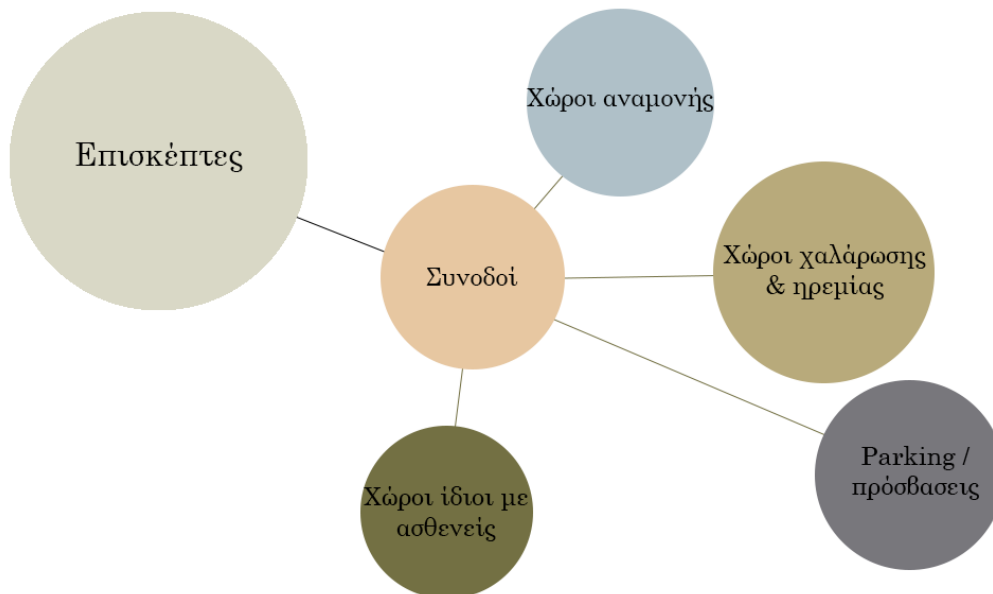 Επισκέπτες
Χώροι αναμονής
Συνοδοί
Χώροι χαλάρωσης
& ηρεμίας
Parking /
πρόσβασεις
Χώροι ίδιοι με
ασθενείς